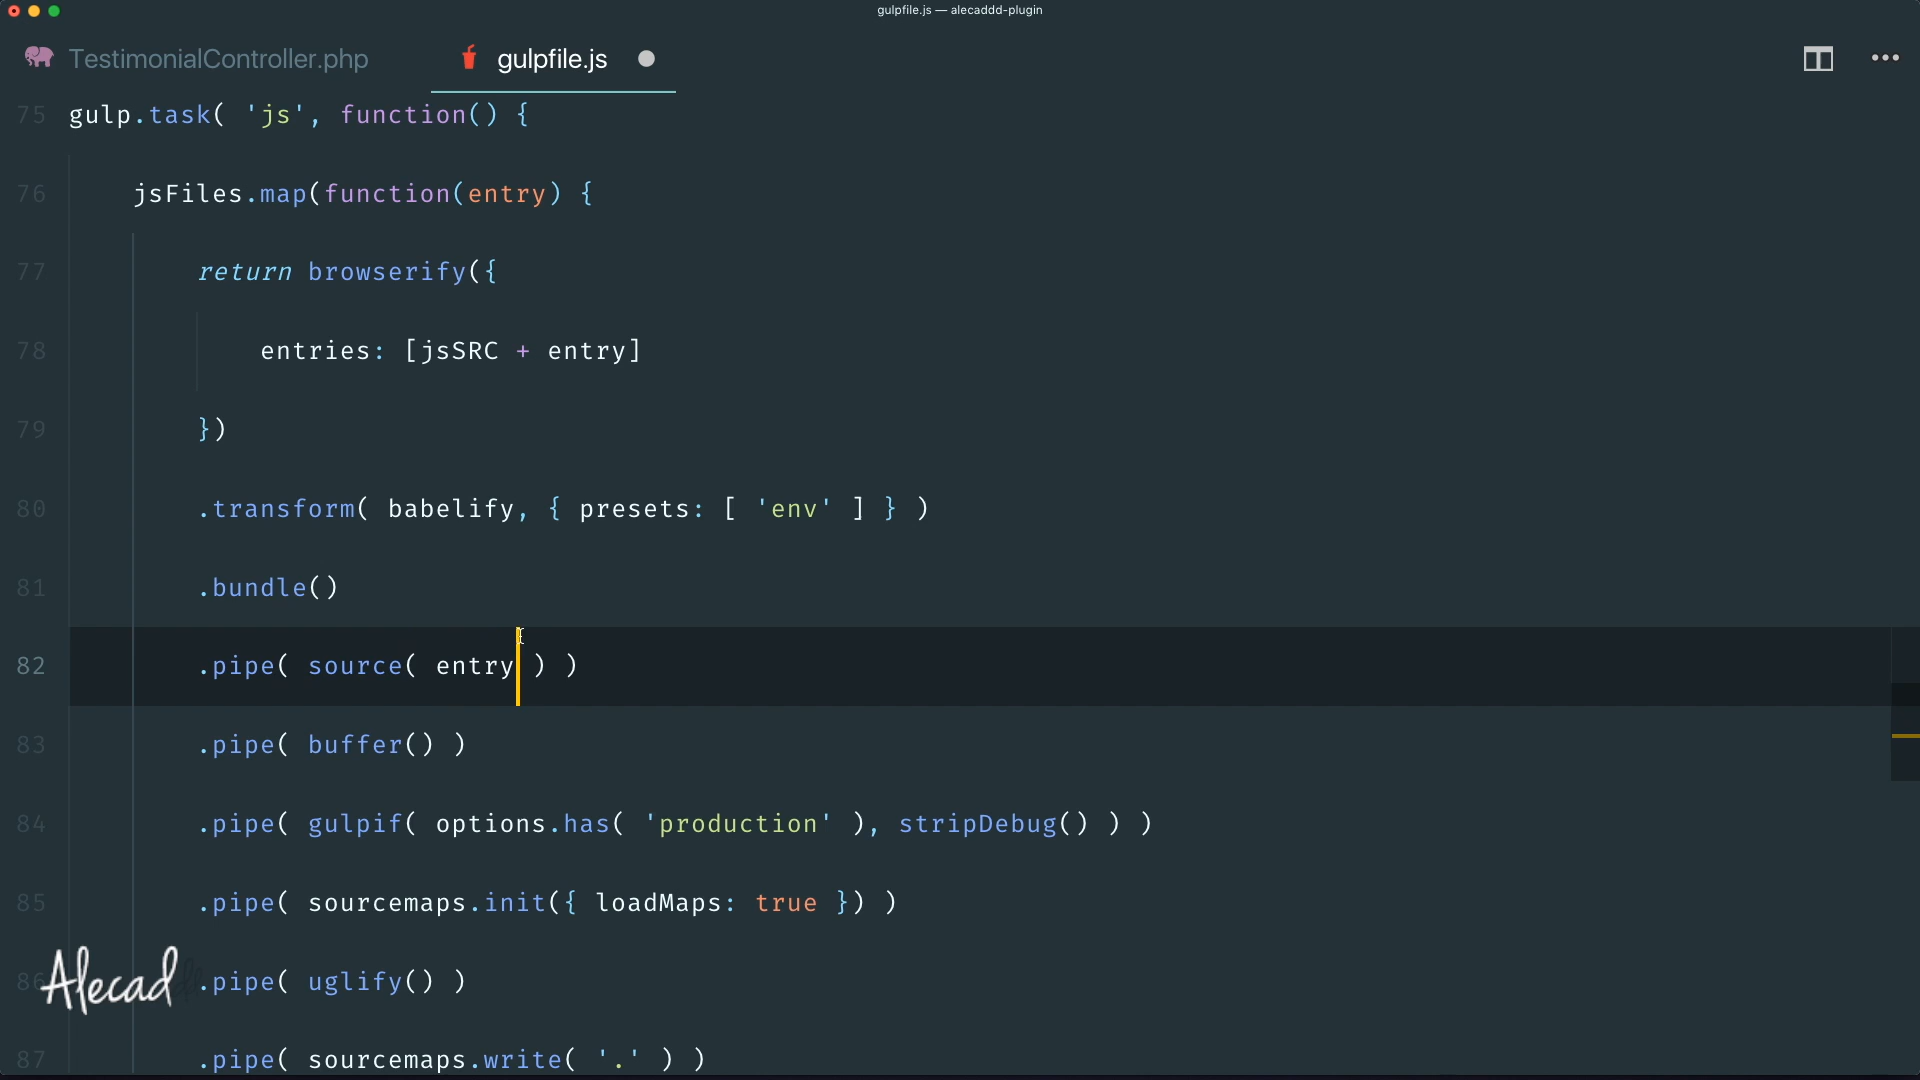 gulpfile.js — alecaddd-plugin
TestimonialController.php
gulpfile.js
75 gulp.task( 'js', function() {
76 jsFiles.map(function(entry) {
77 return browserify({
78 entries: [jsSRC + entry]
79 })
80 .transform( babelify, { presets: [ 'env' ] } )
81 .bundle()
82 .pipe( source( entry ) )
83 .pipe( buffer() )
84 .pipe( gulpif( options.has( 'production' ), stripDebug() ) )
85 .pipe( sourcemaps.init({ loadMaps: true }) )
86 .pipe( uglify() )
Alecad
87 .pipe( sourcemaps.write( '.' ) )